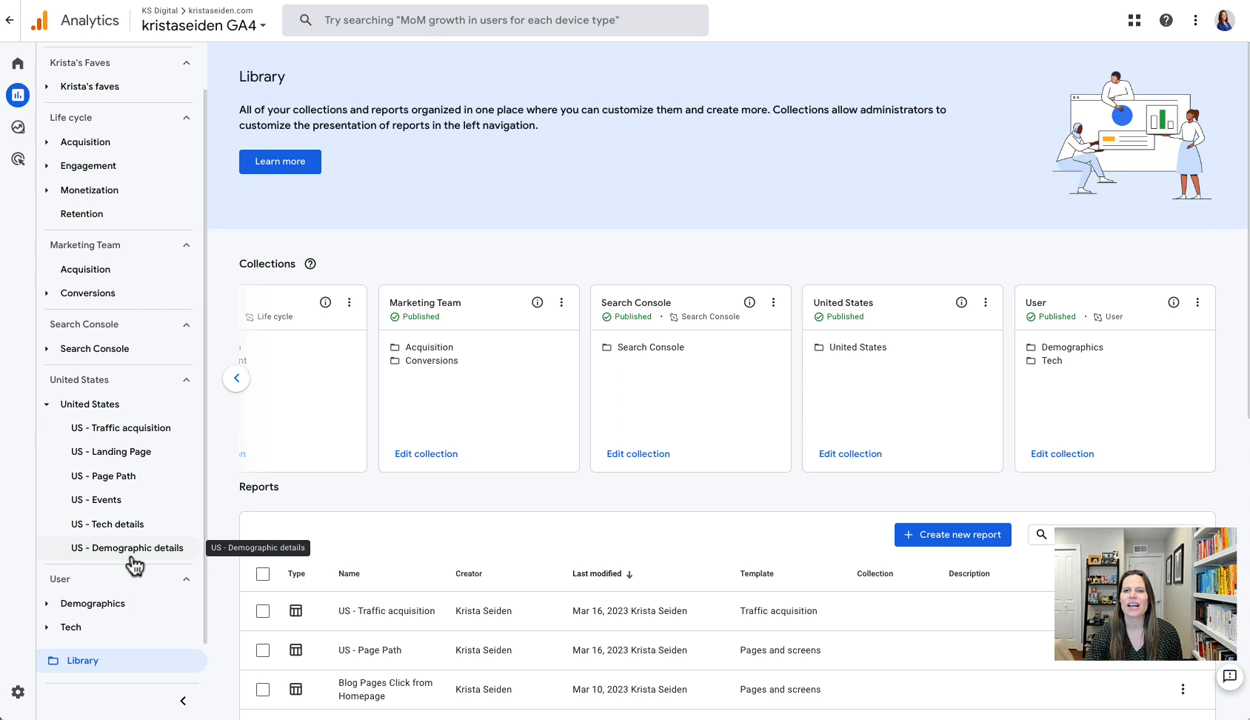 Analytics
KS Digital > kristaseiden.com
kristaseiden GA4
Try searching "MoM growth in users for each device type"
Krista's Faves
Krista's faves
Life cycle
Acquisition
Engagement
Monetization
Retention
Marketing Team
Acquisition
Conversions
Search Console
Search Console
United States
United States
US - Traffic acquisition
US - Landing Page
US - Page Path
US - Events
US - Tech details
US - Demographic details
US - Demographic details
User
Demographics
Tech
Library
Library
All of your collections and reports organized in one place where you can customize them and create more. Collections allow administrators to
customize the presentation of reports in the left navigation.
Learn more
Collections
Life cycle
Marketing Team
Published
Acquisition
Conversions
Edit collection
Search Console
Published • Search Console
Search Console
Edit collection
United States
Published
United States
Edit collection
User
Published • User
Demographics
Tech
Edit collection
Reports
+ Create new report
Type Name Creator Last modified Template Collection Description
US - Traffic acquisition Krista Seiden Mar 16, 2023 Krista Seiden Traffic acquisition
US - Page Path Krista Seiden Mar 16, 2023 Krista Seiden Pages and screens
Blog Pages Click from
Homepage
Krista Seiden Mar 10, 2023 Krista Seiden Pages and screens